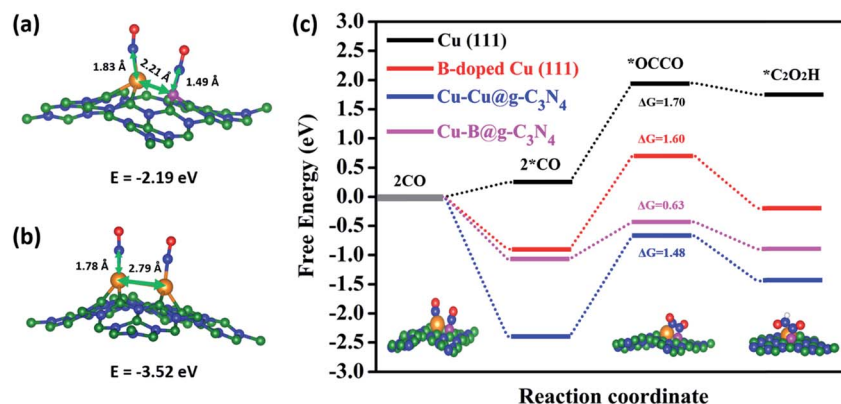 (a)
1.83 Å
2.21
1.49 Å
E = -2.19 eV
(b)
1.78 Å
2.79
E = -3.52 eV
(c)
Free Energy (eV)
3.0
2.5
2.0
1.5
1.0
0.5
0.0
-0.5
-1.0
-1.5
-2.0
-2.5
-3.0
Cu (111)
B-doped Cu (111)
Cu-Cu@g-C₃N₄
Cu-B@g-C₃N₄
2CO
2*CO
*OCCO
ΔG=1.70
ΔG=1.60
ΔG=0.63
ΔG=1.48
*C₂O₂H
Reaction coordinate